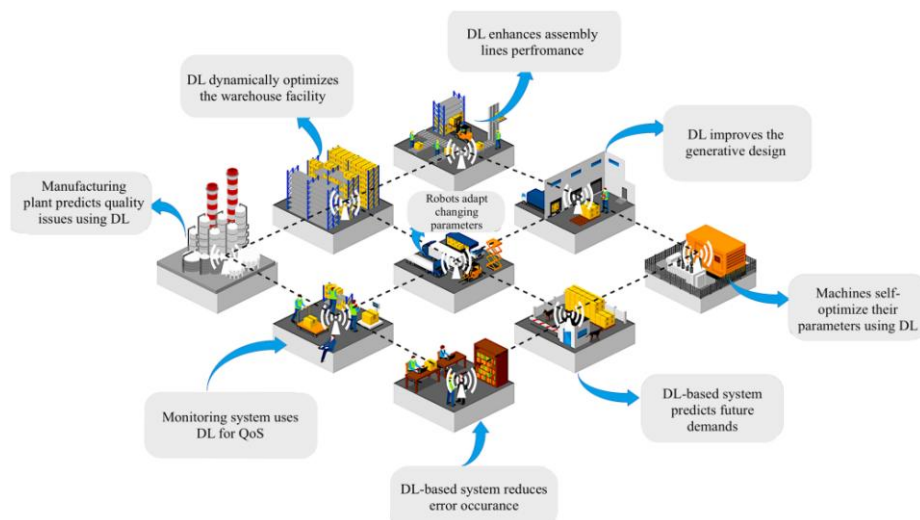 DL enhances assembly
lines perfromance
DL dynamically optimizes
the warehouse facility
DL improves the
generative design
Manufacturing
plant predicts quality
issues using DL
Robots adapt
changing
parameters
Machines self-
optimize their
parameters using DL
Monitoring system uses
DL for QoS
DL-based system
predicts future
demands
DL-based system reduces
error occurance